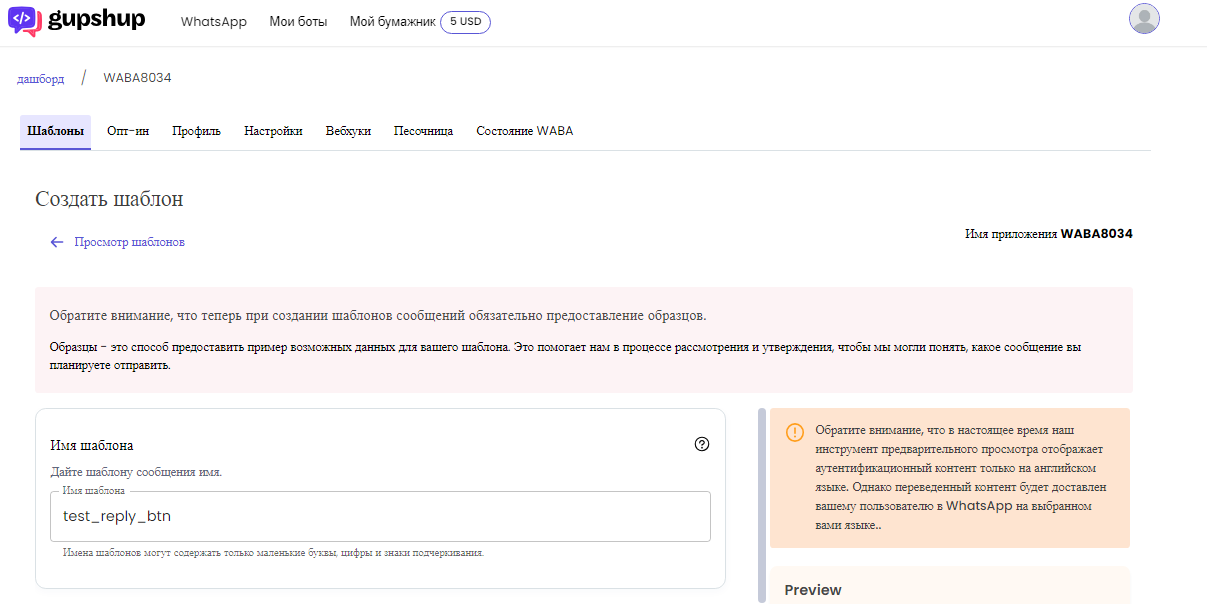 gupshup WhatsApp Мои боты Мой бумажник 5 USD
дашборд / WABA8034
Шаблоны Опт-ин Профиль Настройки Вебхуки Песочница Состояние WABA
Создать шаблон
Просмотр шаблонов
Имя приложения WABA8034
Обратите внимание, что теперь при создании шаблонов сообщений обязательно предоставление образцов.
Образцы - это способ предоставить пример возможных данных для вашего шаблона. Это помогает нам в процессе рассмотрения и утверждения, чтобы мы могли понять, какое сообщение вы
планируете отправить.
Имя шаблона
Дайте шаблону сообщения имя.
Имя шаблона
test_reply_btn
Имена шаблонов могут содержать только маленькие буквы, цифры и знаки подчеркивания.
Обратите внимание, что в настоящее время наш
инструмент предварительного просмотра отображает
аутентификационный контент только на английском
языке. Однако переведенный контент будет доставлен
вашему пользователю в WhatsApp на выбранном
вами языке..
Preview